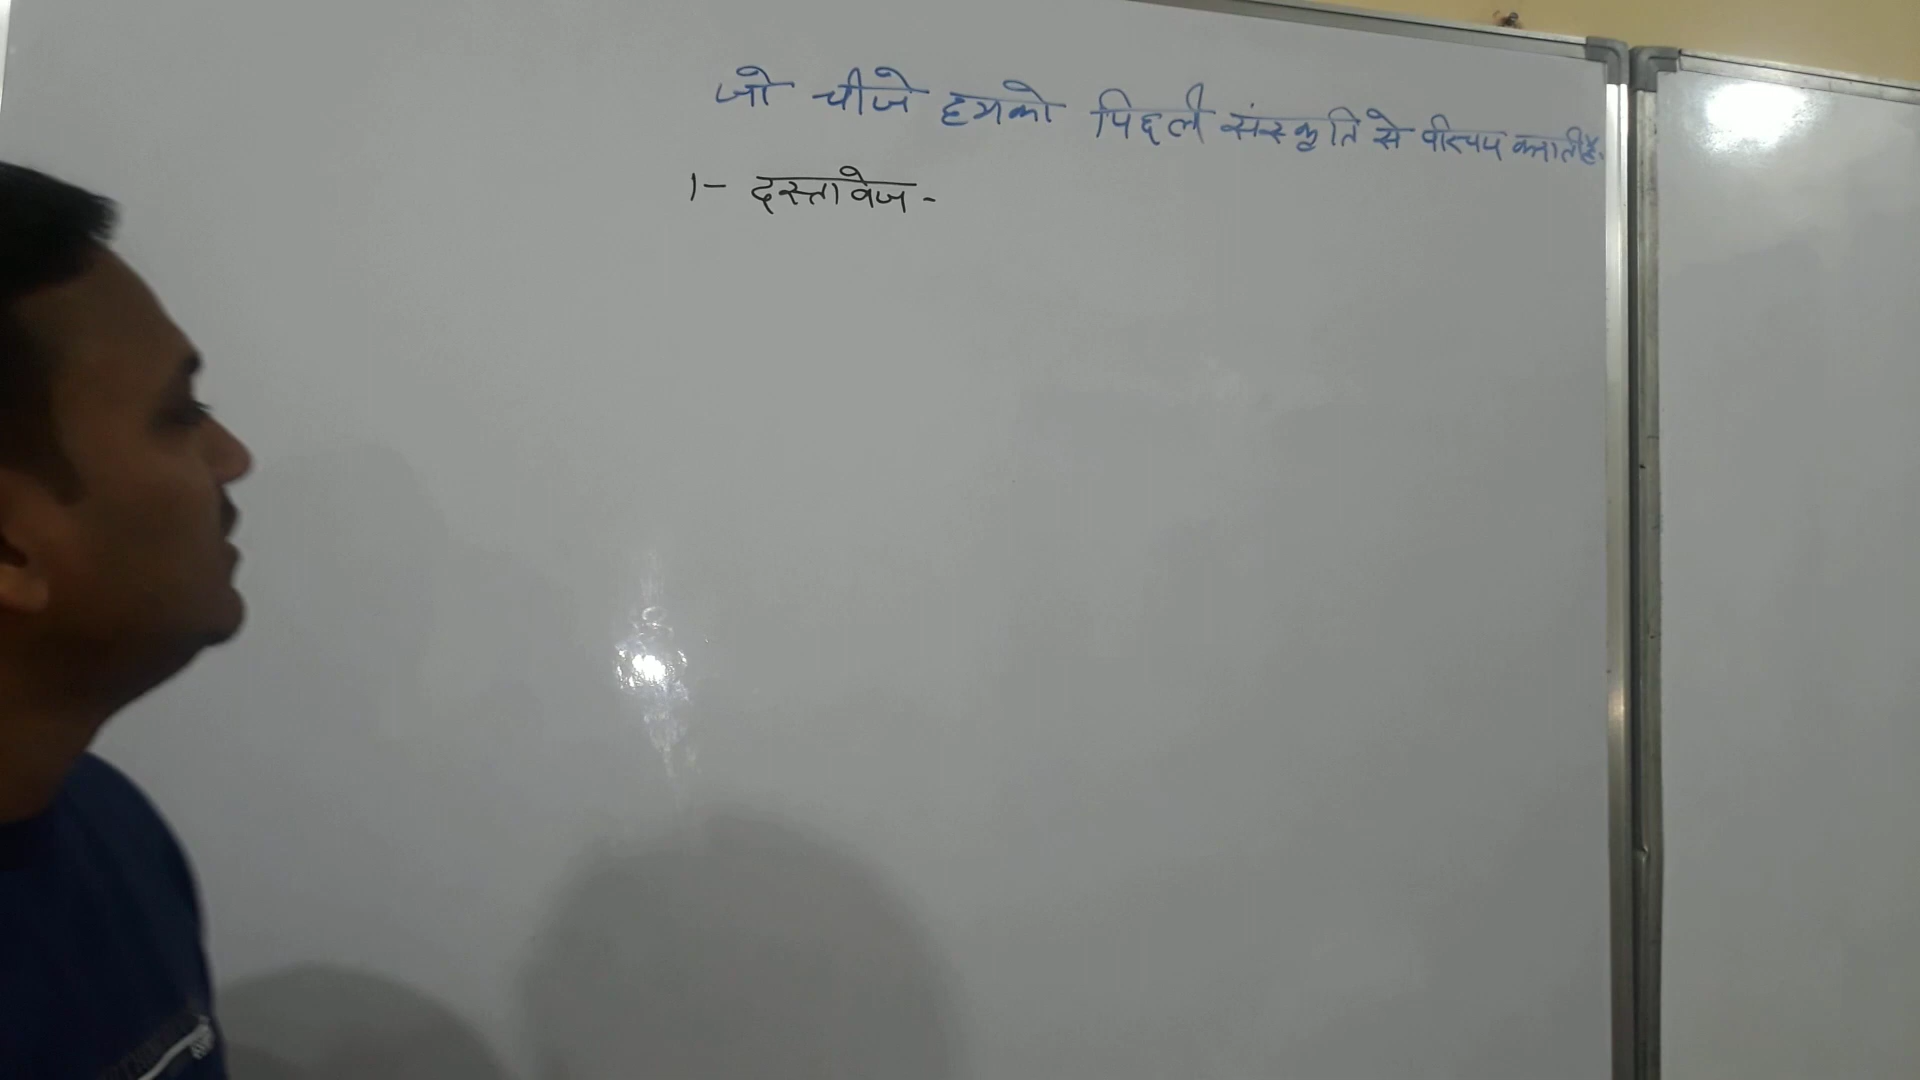 जो चीजे हमको पिछली संस्कृति से परिचय कराती हैं.
1- दस्तावेज -